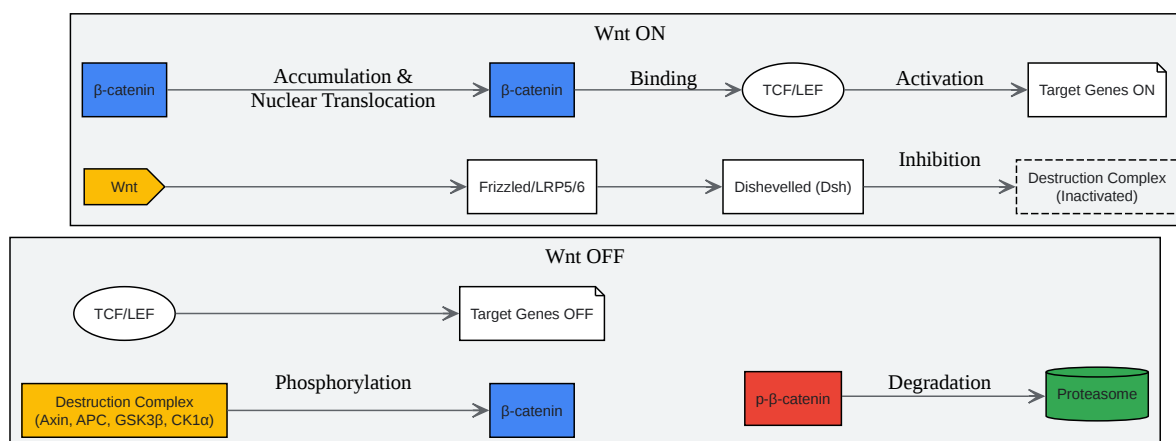 Wnt ON
β-catenin
Accumulation &
Nuclear Translocation
β-catenin
Binding
TCF/LEF
Activation
Target Genes ON
Wnt
Frizzled/LRP5/6
Dishevelled (Dsh)
Inhibition
Destruction Complex
(Inactivated)
Wnt OFF
TCF/LEF
Target Genes OFF
Destruction Complex
(Axin, APC, GSK3β, CK1α)
Phosphorylation
β-catenin
p-β-catenin
Degradation
Proteasome